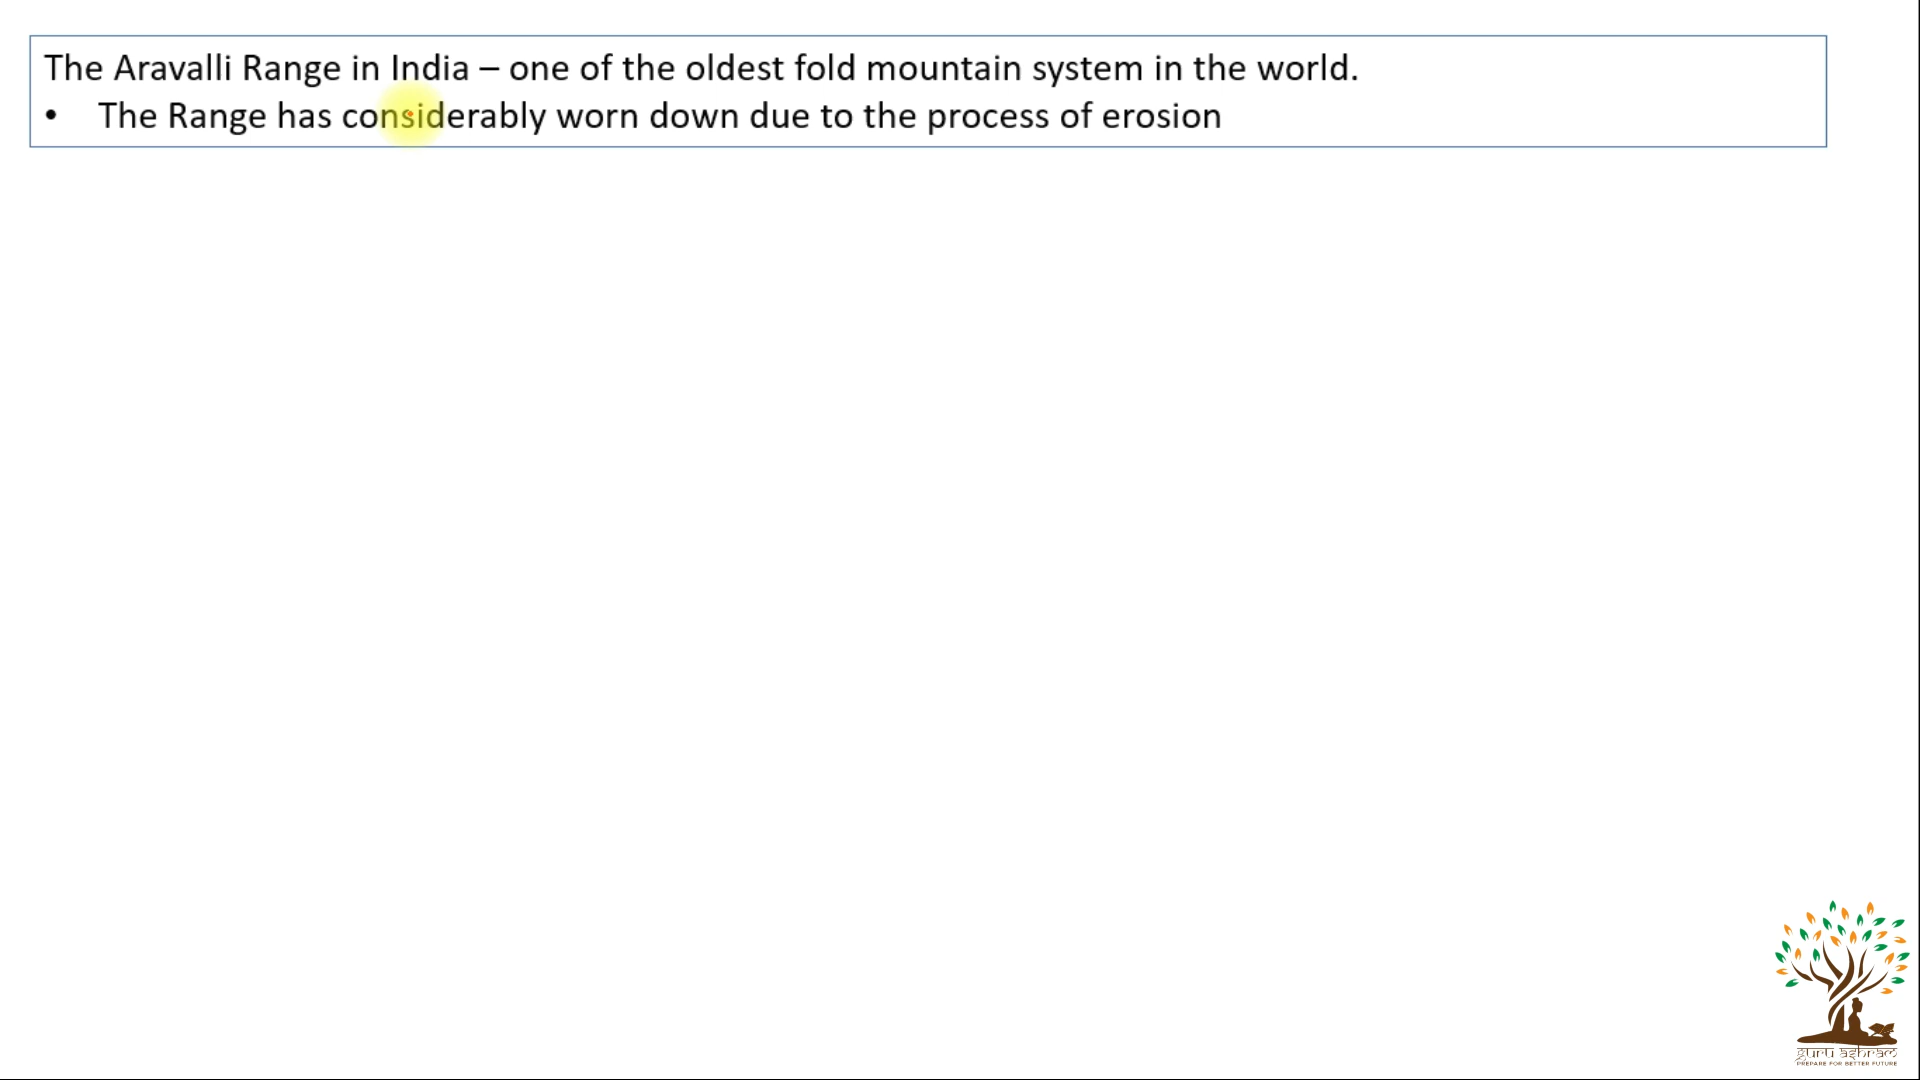 The Aravalli Range in India – one of the oldest fold mountain system in the world.
• The Range has considerably worn down due to the process of erosion
guru ashram
PREPARE FOR BETTER FUTURE